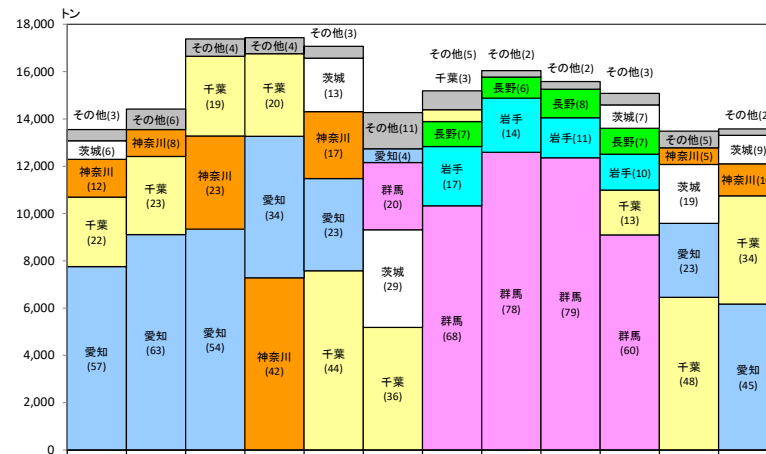 トン
18,000
16,000
14,000
12,000
10,000
8,000
6,000
4,000
2,000
0
その他(3)
茨城(6)
神奈川
(12)
千葉
(22)
愛知
(57)
その他(6)
神奈川(8)
千葉
(23)
愛知
(63)
その他(4)
千葉
(19)
神奈川
(23)
愛知
(54)
その他(4)
千葉
(20)
愛知
(34)
神奈川
(42)
その他(3)
茨城
(13)
神奈川
(17)
愛知
(23)
千葉
(44)
その他(11)
愛知(4)
群馬
(20)
茨城
(29)
千葉
(36)
その他(5)
千葉(3)
長野(7)
岩手
(17)
群馬
(68)
その他(2)
長野(6)
岩手
(14)
群馬
(78)
その他(2)
長野(8)
岩手(11)
群馬
(79)
その他(3)
茨城(7)
長野(7)
岩手(10)
千葉
(13)
群馬
(60)
その他(5)
神奈川(5)
茨城
(19)
愛知
(23)
千葉
(48)
その他(2
茨城(9)
神奈川(10
千葉
(34)
愛知
(45)